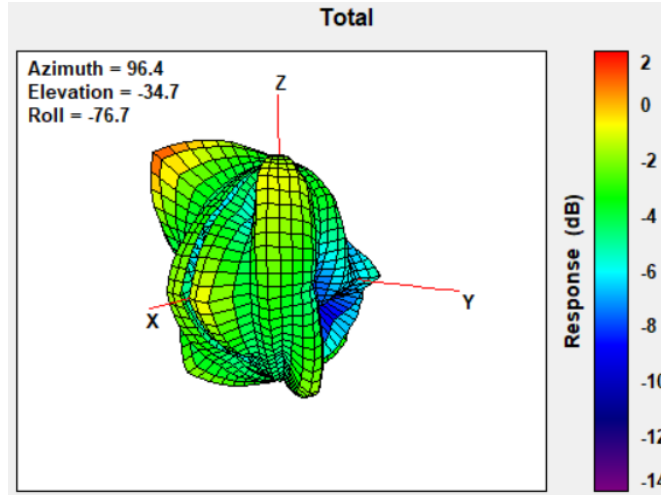 Total
Azimuth = 96.4
Elevation = -34.7
Roll = -76.7
Z
X
Y
2
0
-2
-4
-6
-8
-10
-12
-14
Response (dB)